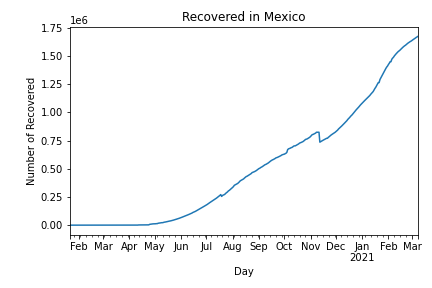 Recovered in Mexico
1e6
1.75
1.50
1.25
1.00
0.75
0.50
0.25
0.00
Number of Recovered
Feb Mar Apr May Jun Jul Aug Sep Oct Nov Dec Jan Feb Mar
2021
Day